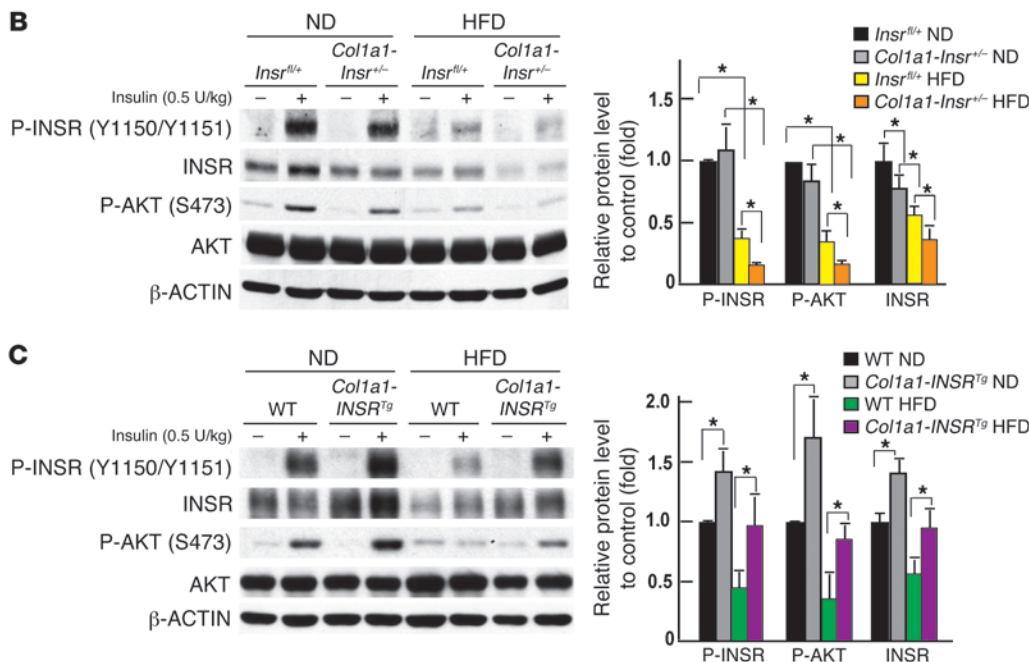 B
ND HFD
Insr^fl/+ Col1a1-Insr^+/– Insr^fl/+ Col1a1-Insr^+/–
Insulin (0.5 U/kg) – + – + – + – +
P-INSR (Y1150/Y1151)
INSR
P-AKT (S473)
AKT
β-ACTIN
Insr^fl/+ ND
Col1a1-Insr^+/– ND
Insr^fl/+ HFD
Col1a1-Insr^+/– HFD
Relative protein level
to control (fold)
1.5
1.0
0.5
0
* * * * * * * * *
P-INSR P-AKT INSR
C
ND HFD
WT Col1a1-INSR^Tg WT Col1a1-INSR^Tg
Insulin (0.5 U/kg) – + – + – + – +
P-INSR (Y1150/Y1151)
INSR
P-AKT (S473)
AKT
β-ACTIN
WT ND
Col1a1-INSR^Tg ND
WT HFD
Col1a1-INSR^Tg HFD
Relative protein level
to control (fold)
2.0
1.5
1.0
0.5
0
* * * * * *
P-INSR P-AKT INSR